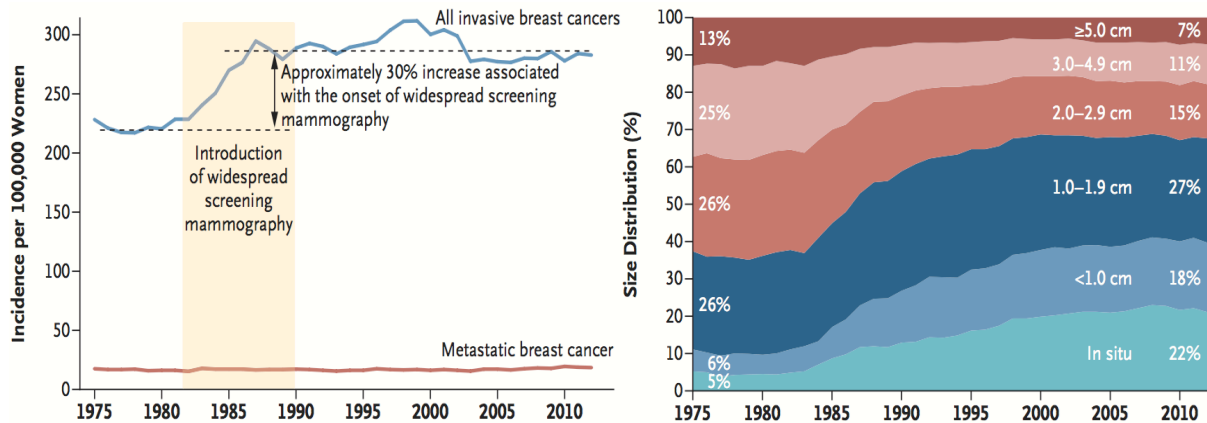 Incidence per 100,000 Women
300
250
200
150
100
50
0
1975
1980
1985
1990
1995
2000
2005
2010
All invasive breast cancers
Approximately 30% increase associated
with the onset of widespread screening
mammography
Introduction
of widespread
screening
mammography
Metastatic breast cancer
Size Distribution (%)
100
90
80
70
60
50
40
30
20
10
0
1975
1980
1985
1990
1995
2000
2005
2010
13%
≥5.0 cm
7%
25%
3.0–4.9 cm
11%
26%
2.0–2.9 cm
15%
26%
1.0–1.9 cm
27%
6%
<1.0 cm
18%
5%
In situ
22%